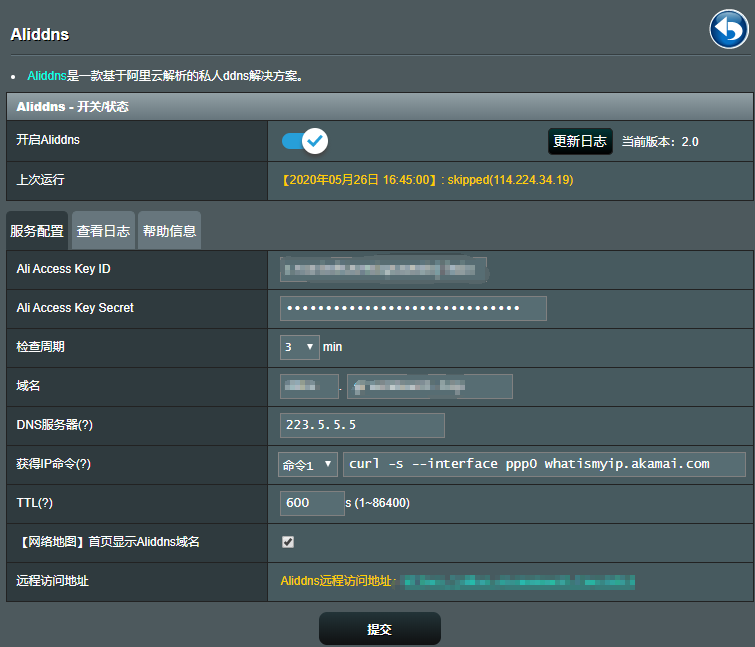 Aliddns
• Aliddns是一款基于阿里云解析的私人ddns解决方案。
Aliddns - 开关/状态
开启Aliddns 更新日志 当前版本：2.0
上次运行 【2020年05月26日 16:45:00】: skipped(114.224.34.19)
服务配置 查看日志 帮助信息
Ali Access Key ID
Ali Access Key Secret ••••••••••••••••••••••••••••••
检查周期 3 min
域名 .
DNS服务器(?) 223.5.5.5
获得IP命令(?) 命令1 curl -s --interface ppp0 whatismyip.akamai.com
TTL(?) 600 s (1~86400)
【网络地图】首页显示Aliddns域名
远程访问地址 Aliddns远程访问地址:
提交